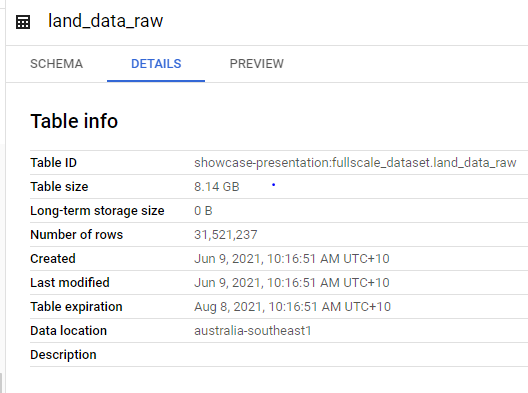 land_data_raw
SCHEMA DETAILS PREVIEW
Table info
Table ID showcase-presentation:fullscale_dataset.land_data_raw
Table size 8.14 GB
Long-term storage size 0 B
Number of rows 31,521,237
Created Jun 9, 2021, 10:16:51 AM UTC+10
Last modified Jun 9, 2021, 10:16:51 AM UTC+10
Table expiration Aug 8, 2021, 10:16:51 AM UTC+10
Data location australia-southeast1
Description